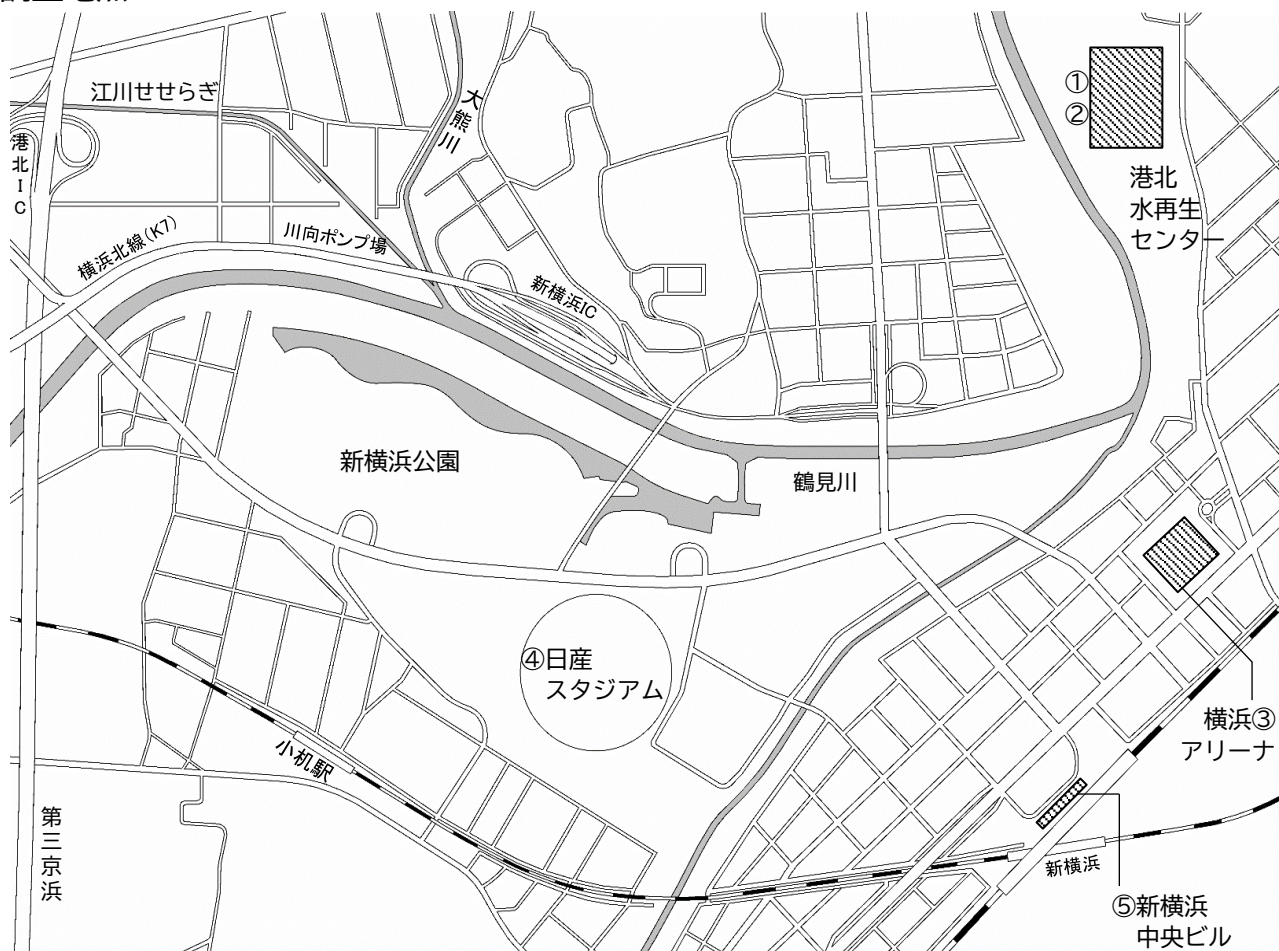 江川せせらぎ
大熊川
①
②
港北IC
港北
水再生
センター
横浜北線(K7)
川向ポンプ場
新横浜IC
新横浜公園
鶴見川
④日産
スタジアム
横浜③
アリーナ
小机駅
第三京浜
新横浜
⑤新横浜
中央ビル